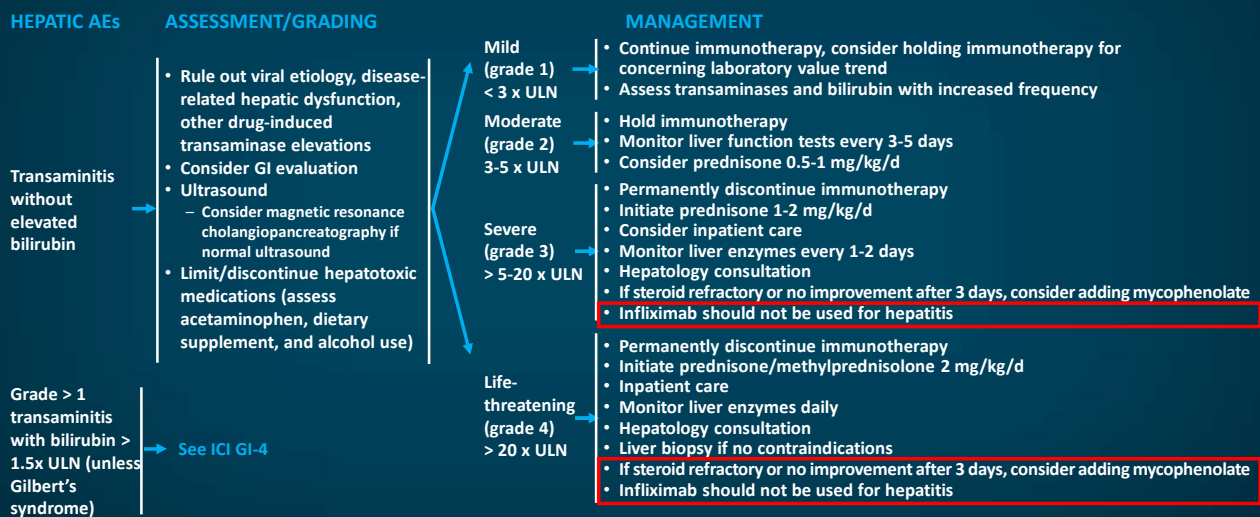 HEPATIC AEs
ASSESSMENT/GRADING
MANAGEMENT
Transaminitis
without
elevated
bilirubin
• Rule out viral etiology, disease-
related hepatic dysfunction,
other drug-induced
transaminase elevations
• Consider GI evaluation
• Ultrasound
– Consider magnetic resonance
cholangiopancreatography if
normal ultrasound
• Limit/discontinue hepatotoxic
medications (assess
acetaminophen, dietary
supplement, and alcohol use)
Mild
(grade 1)
< 3 x ULN
• Continue immunotherapy, consider holding immunotherapy for
concerning laboratory value trend
• Assess transaminases and bilirubin with increased frequency
Moderate
(grade 2)
3-5 x ULN
• Hold immunotherapy
• Monitor liver function tests every 3-5 days
• Consider prednisone 0.5-1 mg/kg/d
Severe
(grade 3)
> 5-20 x ULN
• Permanently discontinue immunotherapy
• Initiate prednisone 1-2 mg/kg/d
• Consider inpatient care
• Monitor liver enzymes every 1-2 days
• Hepatology consultation
• If steroid refractory or no improvement after 3 days, consider adding mycophenolate
• Infliximab should not be used for hepatitis
Life-
threatening
(grade 4)
> 20 x ULN
• Permanently discontinue immunotherapy
• Initiate prednisone/methylprednisolone 2 mg/kg/d
• Inpatient care
• Monitor liver enzymes daily
• Hepatology consultation
• Liver biopsy if no contraindications
• If steroid refractory or no improvement after 3 days, consider adding mycophenolate
• Infliximab should not be used for hepatitis
Grade > 1
transaminitis
with bilirubin >
1.5x ULN (unless
Gilbert's
syndrome)
See ICI GI-4